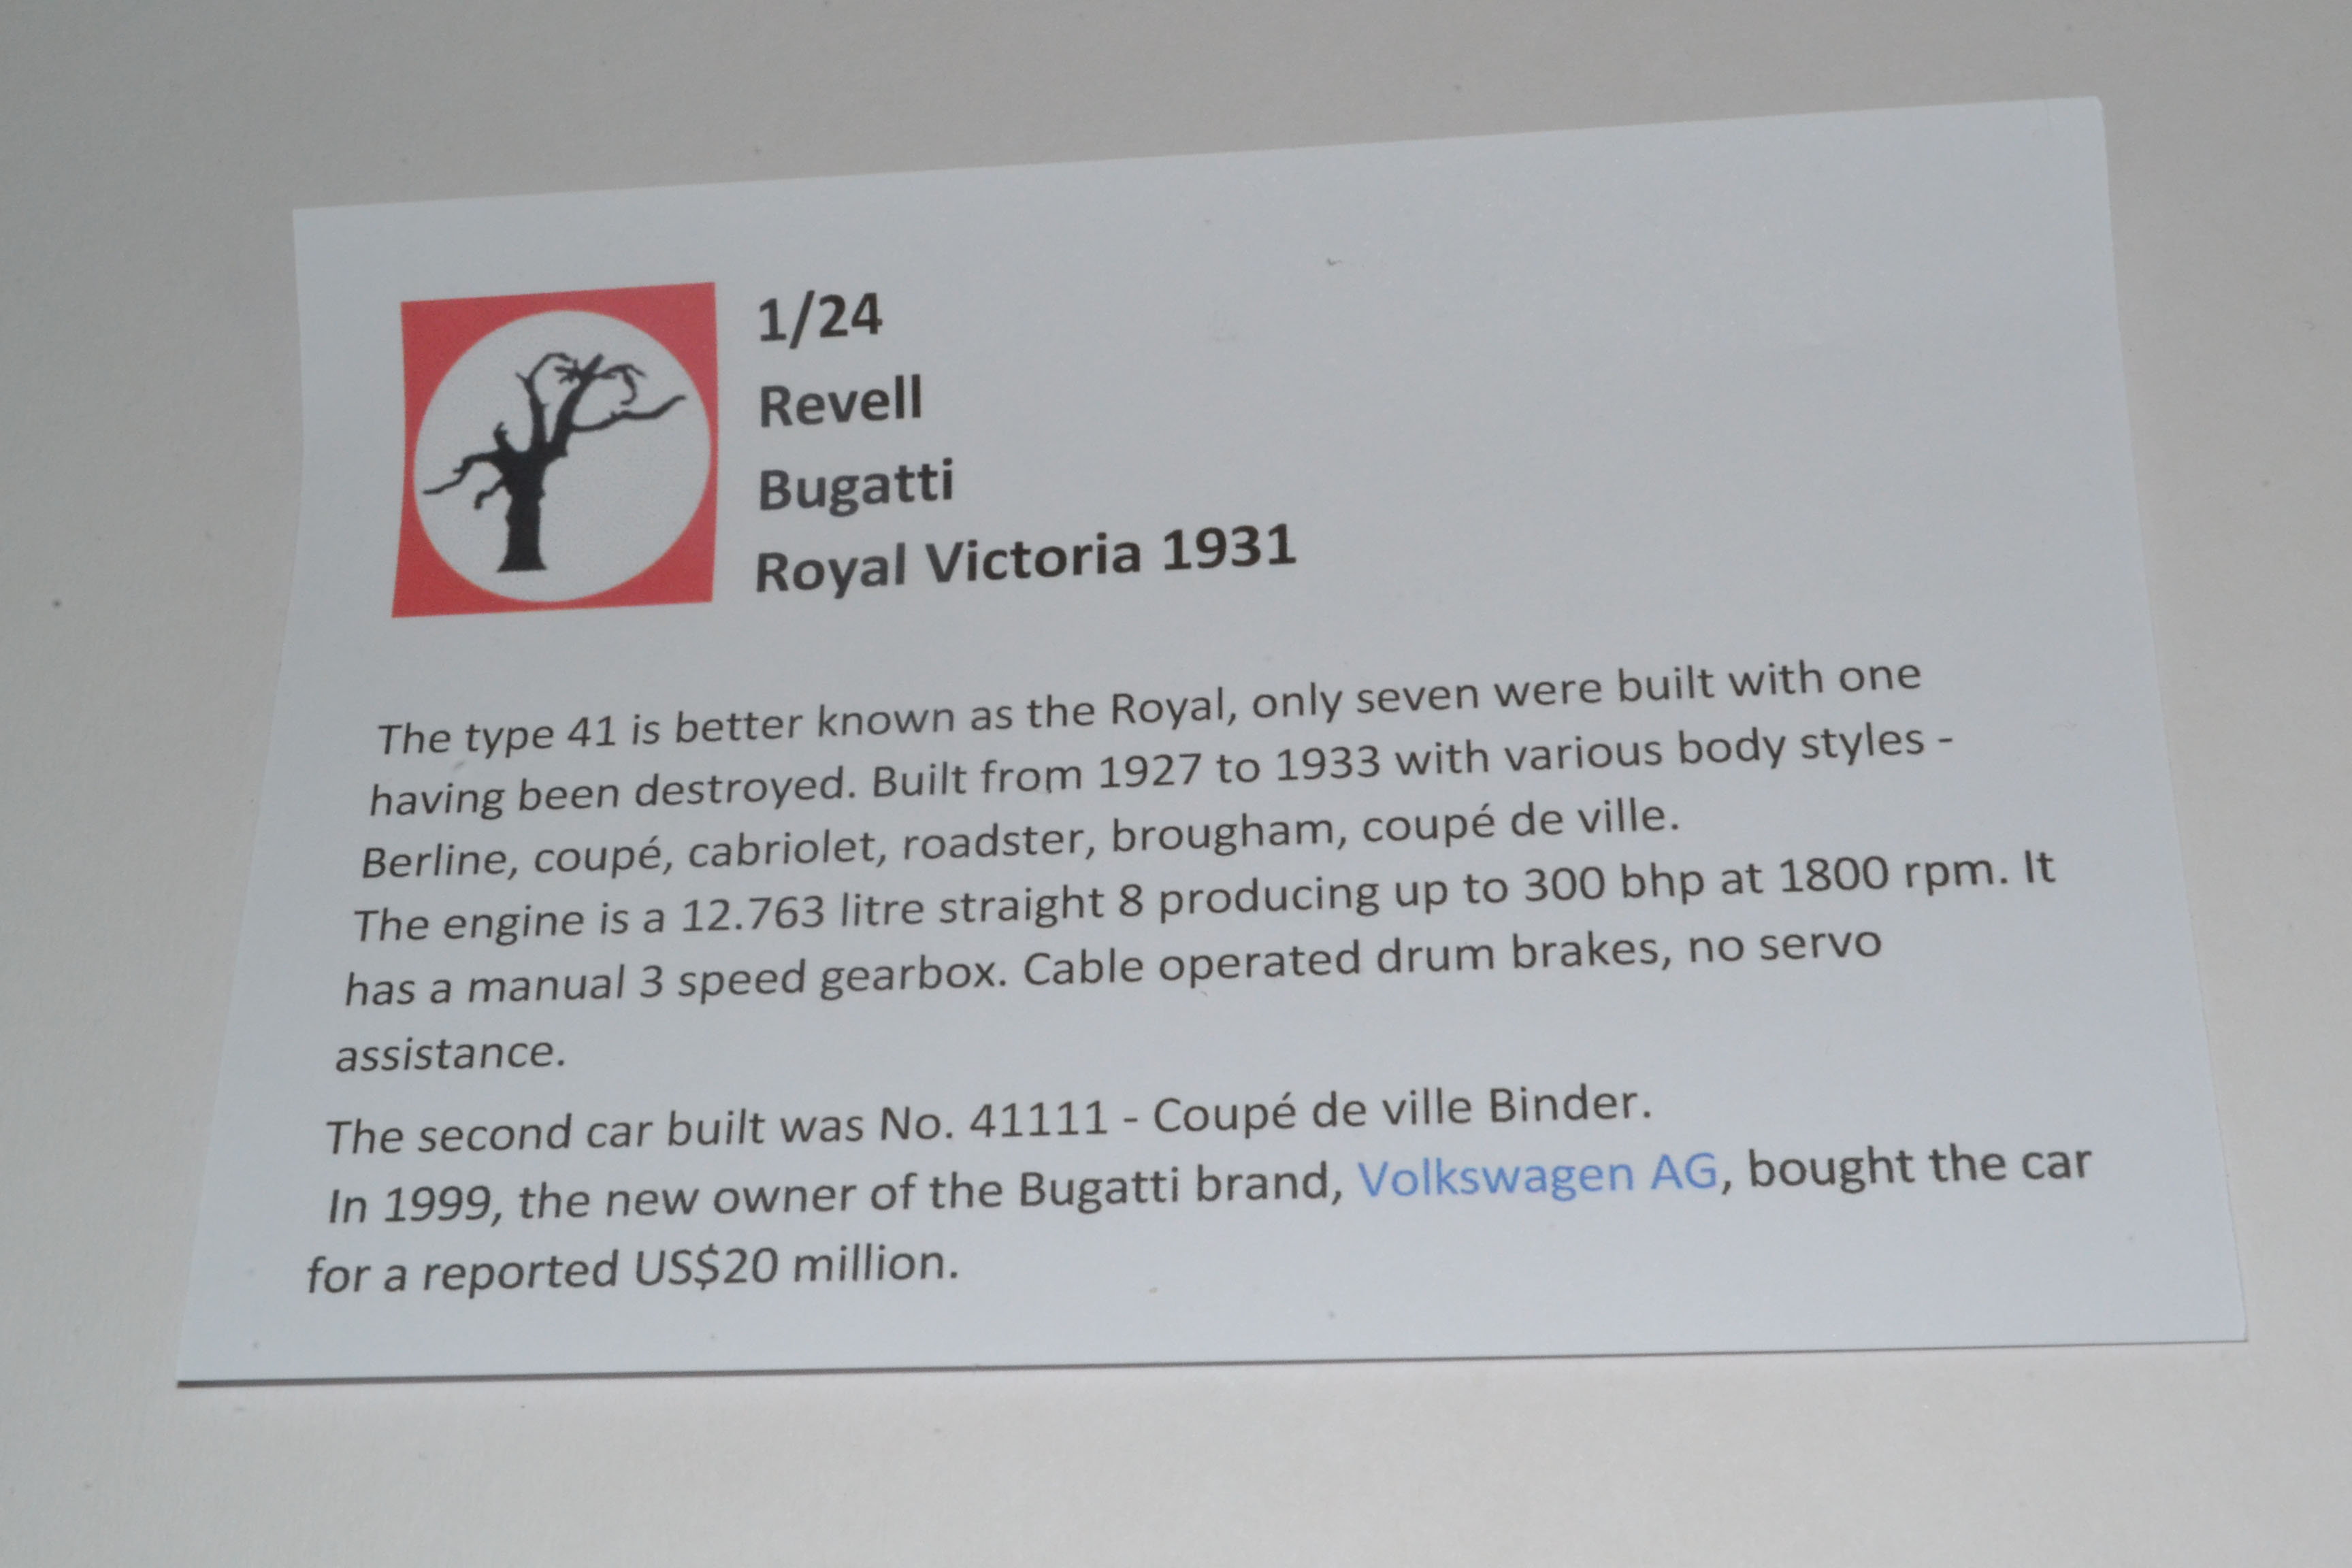 1/24
Revell
Bugatti
Royal Victoria 1931
The type 41 is better known as the Royal, only seven were built with one
having been destroyed. Built from 1927 to 1933 with various body styles -
Berline, coupé, cabriolet, roadster, brougham, coupé de ville.
The engine is a 12.763 litre straight 8 producing up to 300 bhp at 1800 rpm. It
has a manual 3 speed gearbox. Cable operated drum brakes, no servo
assistance.
The second car built was No. 41111 - Coupé de ville Binder.
In 1999, the new owner of the Bugatti brand, Volkswagen AG, bought the car
for a reported US$20 million.